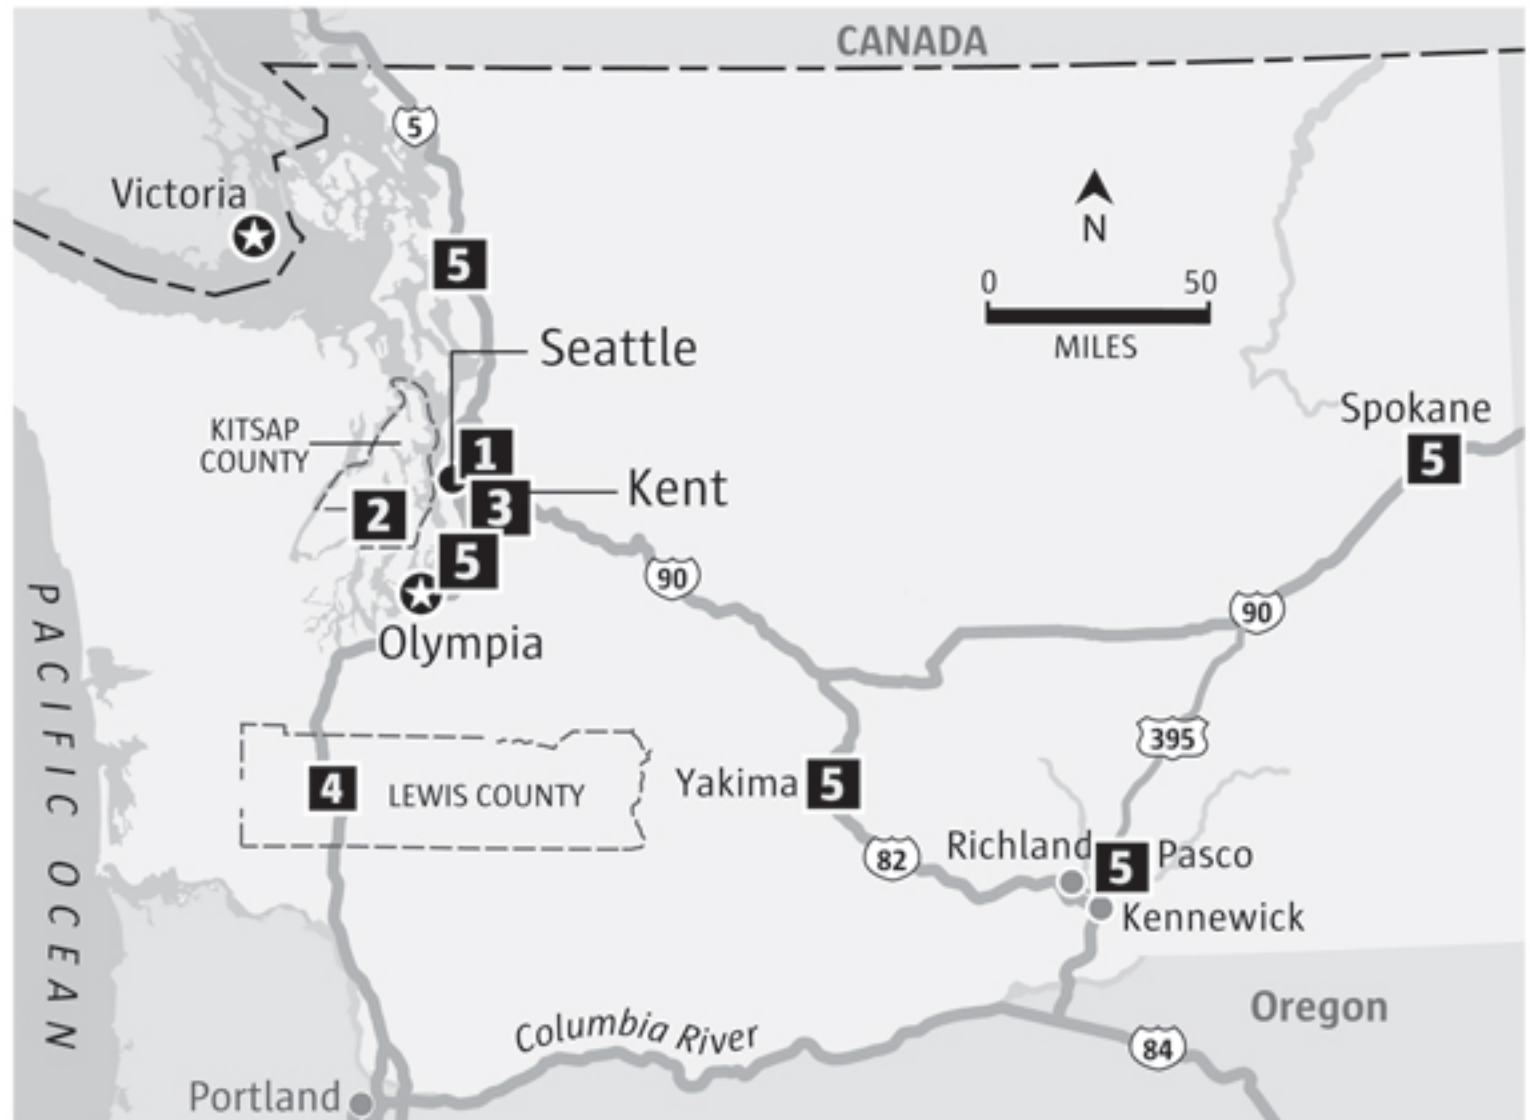 CANADA
5
Victoria
N
5
0 50
MILES
Seattle
Spokane
KITSAP
COUNTY
1
5
Kent
3
2
5
90
90
Olympia
PACIFIC OCEAN
395
4
LEWIS COUNTY
Yakima
5
Richland
5
Pasco
82
Kennewick
Oregon
Columbia River
84
Portland